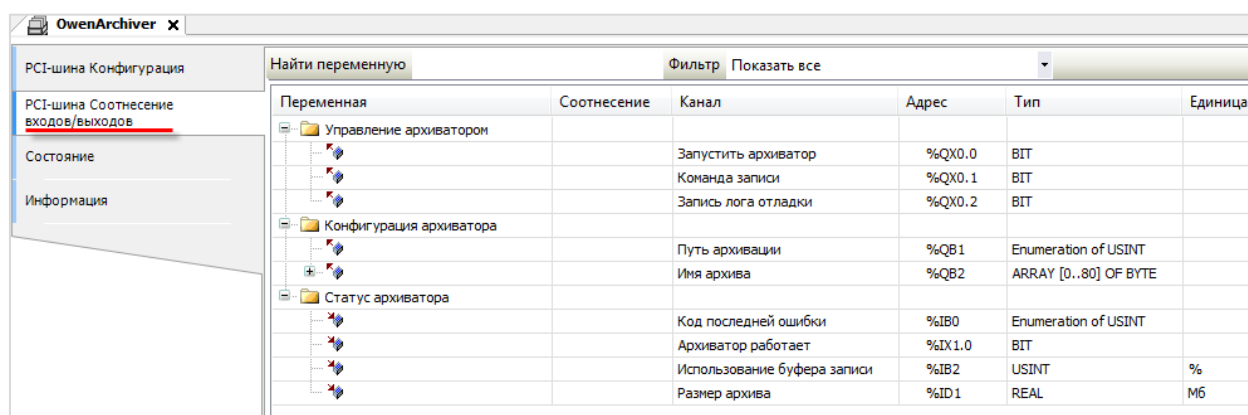 OwenArchiver x
PCI-шина Конфигурация
PCI-шина Соотнесение
входов/выходов
Состояние
Информация
Найти переменную Фильтр Показать все
Переменная Соотнесение Канал Адрес Тип Единица
Управление архиватором
Запустить архиватор %QX0.0 BIT
Команда записи %QX0.1 BIT
Запись лога отладки %QX0.2 BIT
Конфигурация архиватора
Путь архивации %QB1 Enumeration of USINT
Имя архива %QB2 ARRAY [0..80] OF BYTE
Статус архиватора
Код последней ошибки %IB0 Enumeration of USINT
Архиватор работает %IX1.0 BIT
Использование буфера записи %IB2 USINT %
Размер архива %ID1 REAL Мб